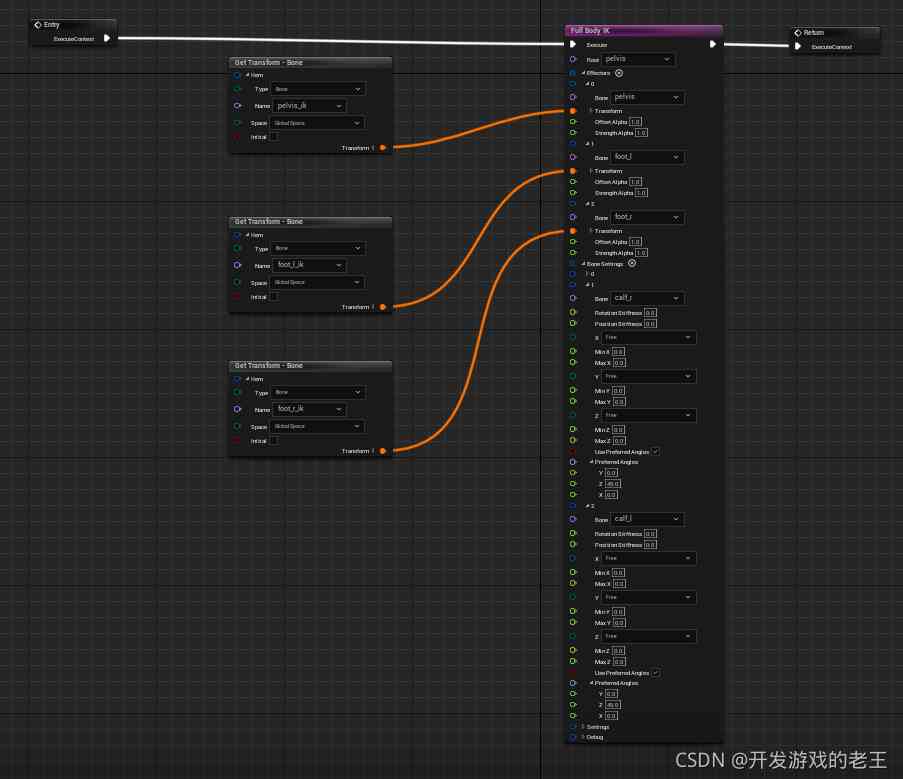 Entry
ExecuteContext
Get Transform - Bone
Item
Type Bone
Name pelvis_ik
Space Global Space
Initial
Transform
Get Transform - Bone
Item
Type Bone
Name foot_l_ik
Space Global Space
Initial
Transform
Get Transform - Bone
Item
Type Bone
Name foot_r_ik
Space Global Space
Initial
Transform
Full Body IK
Execute
Root pelvis
Effectors
0
Bone pelvis
Transform
Offset Alpha 1.0
Strength Alpha 1.0
1
Bone foot_l
Transform
Offset Alpha 1.0
Strength Alpha 1.0
2
Bone foot_r
Transform
Offset Alpha 1.0
Strength Alpha 1.0
Bone Settings
0
1
Bone calf_r
Rotation Stiffness 0.0
Position Stiffness 0.0
X Free
Min X 0.0
Max X 0.0
Y Free
Min Y 0.0
Max Y 0.0
Z Free
Min Z 0.0
Max Z 0.0
Use Preferred Angles
Preferred Angles
Y 0.0
Z 45.0
X 0.0
2
Bone calf_l
Rotation Stiffness 0.0
Position Stiffness 0.0
X Free
Min X 0.0
Max X 0.0
Y Free
Min Y 0.0
Max Y 0.0
Z Free
Min Z 0.0
Max Z 0.0
Use Preferred Angles
Preferred Angles
Y 0.0
Z 45.0
X 0.0
Settings
Debug
Return
ExecuteContext
CSDN @开发游戏的老王